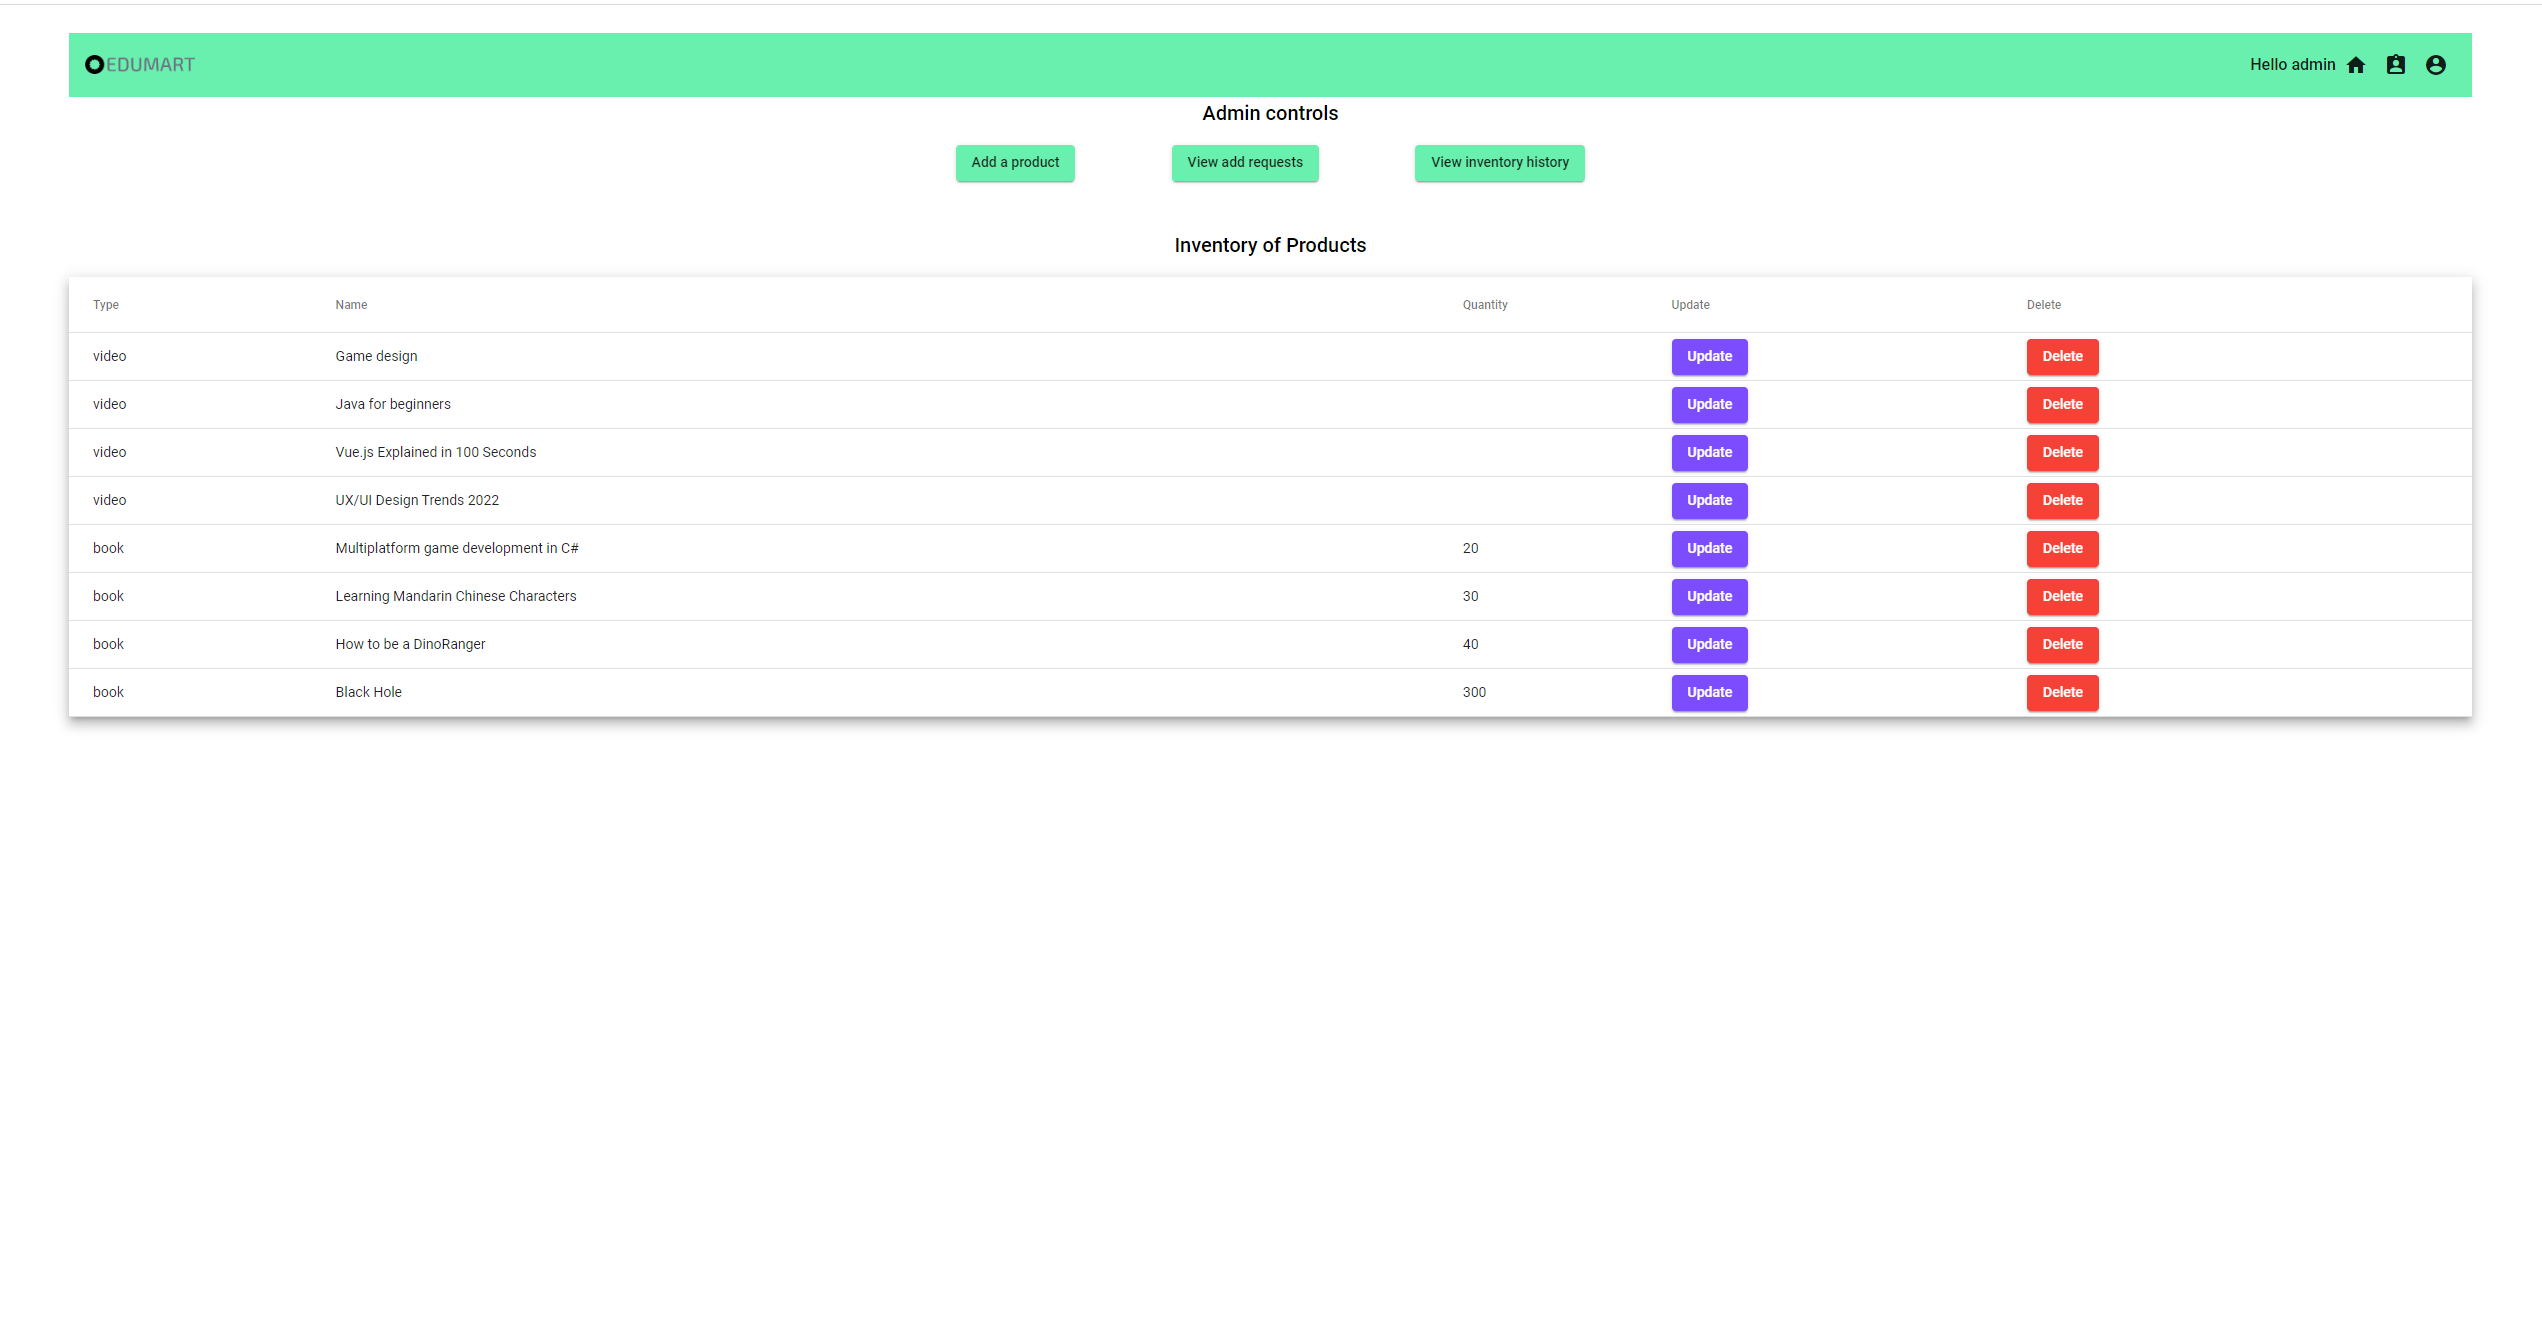 EDUMART Hello admin
Admin controls
Add a product View add requests View inventory history
Inventory of Products
Type Name Quantity Update Delete
video Game design Update Delete
video Java for beginners Update Delete
video Vue.js Explained in 100 Seconds Update Delete
video UX/UI Design Trends 2022 Update Delete
book Multiplatform game development in C# 20 Update Delete
book Learning Mandarin Chinese Characters 30 Update Delete
book How to be a DinoRanger 40 Update Delete
book Black Hole 300 Update Delete